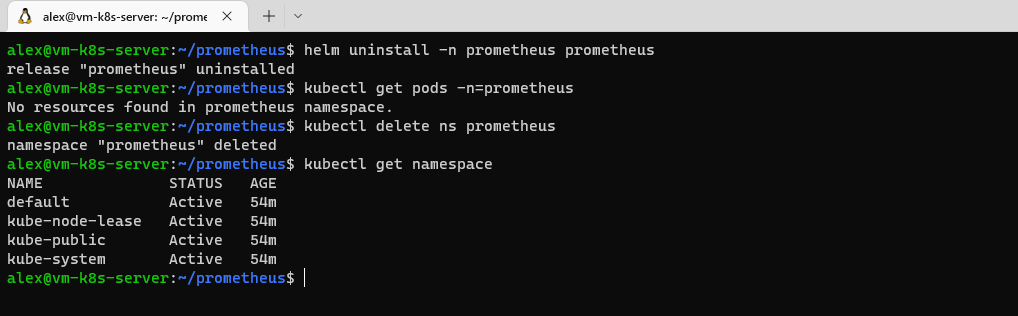 alex@vm-k8s-server: ~/prome
alex@vm-k8s-server:~/prometheus$ helm uninstall -n prometheus prometheus
release "prometheus" uninstalled
alex@vm-k8s-server:~/prometheus$ kubectl get pods -n=prometheus
No resources found in prometheus namespace.
alex@vm-k8s-server:~/prometheus$ kubectl delete ns prometheus
namespace "prometheus" deleted
alex@vm-k8s-server:~/prometheus$ kubectl get namespace
NAME              STATUS   AGE
default           Active   54m
kube-node-lease   Active   54m
kube-public       Active   54m
kube-system       Active   54m
alex@vm-k8s-server:~/prometheus$